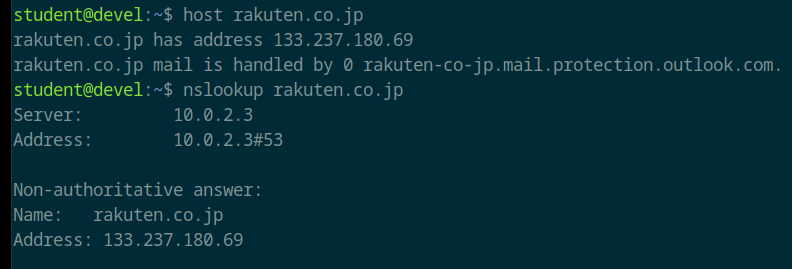 student@devel:~$ host rakuten.co.jp
rakuten.co.jp has address 133.237.180.69
rakuten.co.jp mail is handled by 0 rakuten-co-jp.mail.protection.outlook.com.
student@devel:~$ nslookup rakuten.co.jp
Server:         10.0.2.3
Address:        10.0.2.3#53

Non-authoritative answer:
Name:   rakuten.co.jp
Address: 133.237.180.69